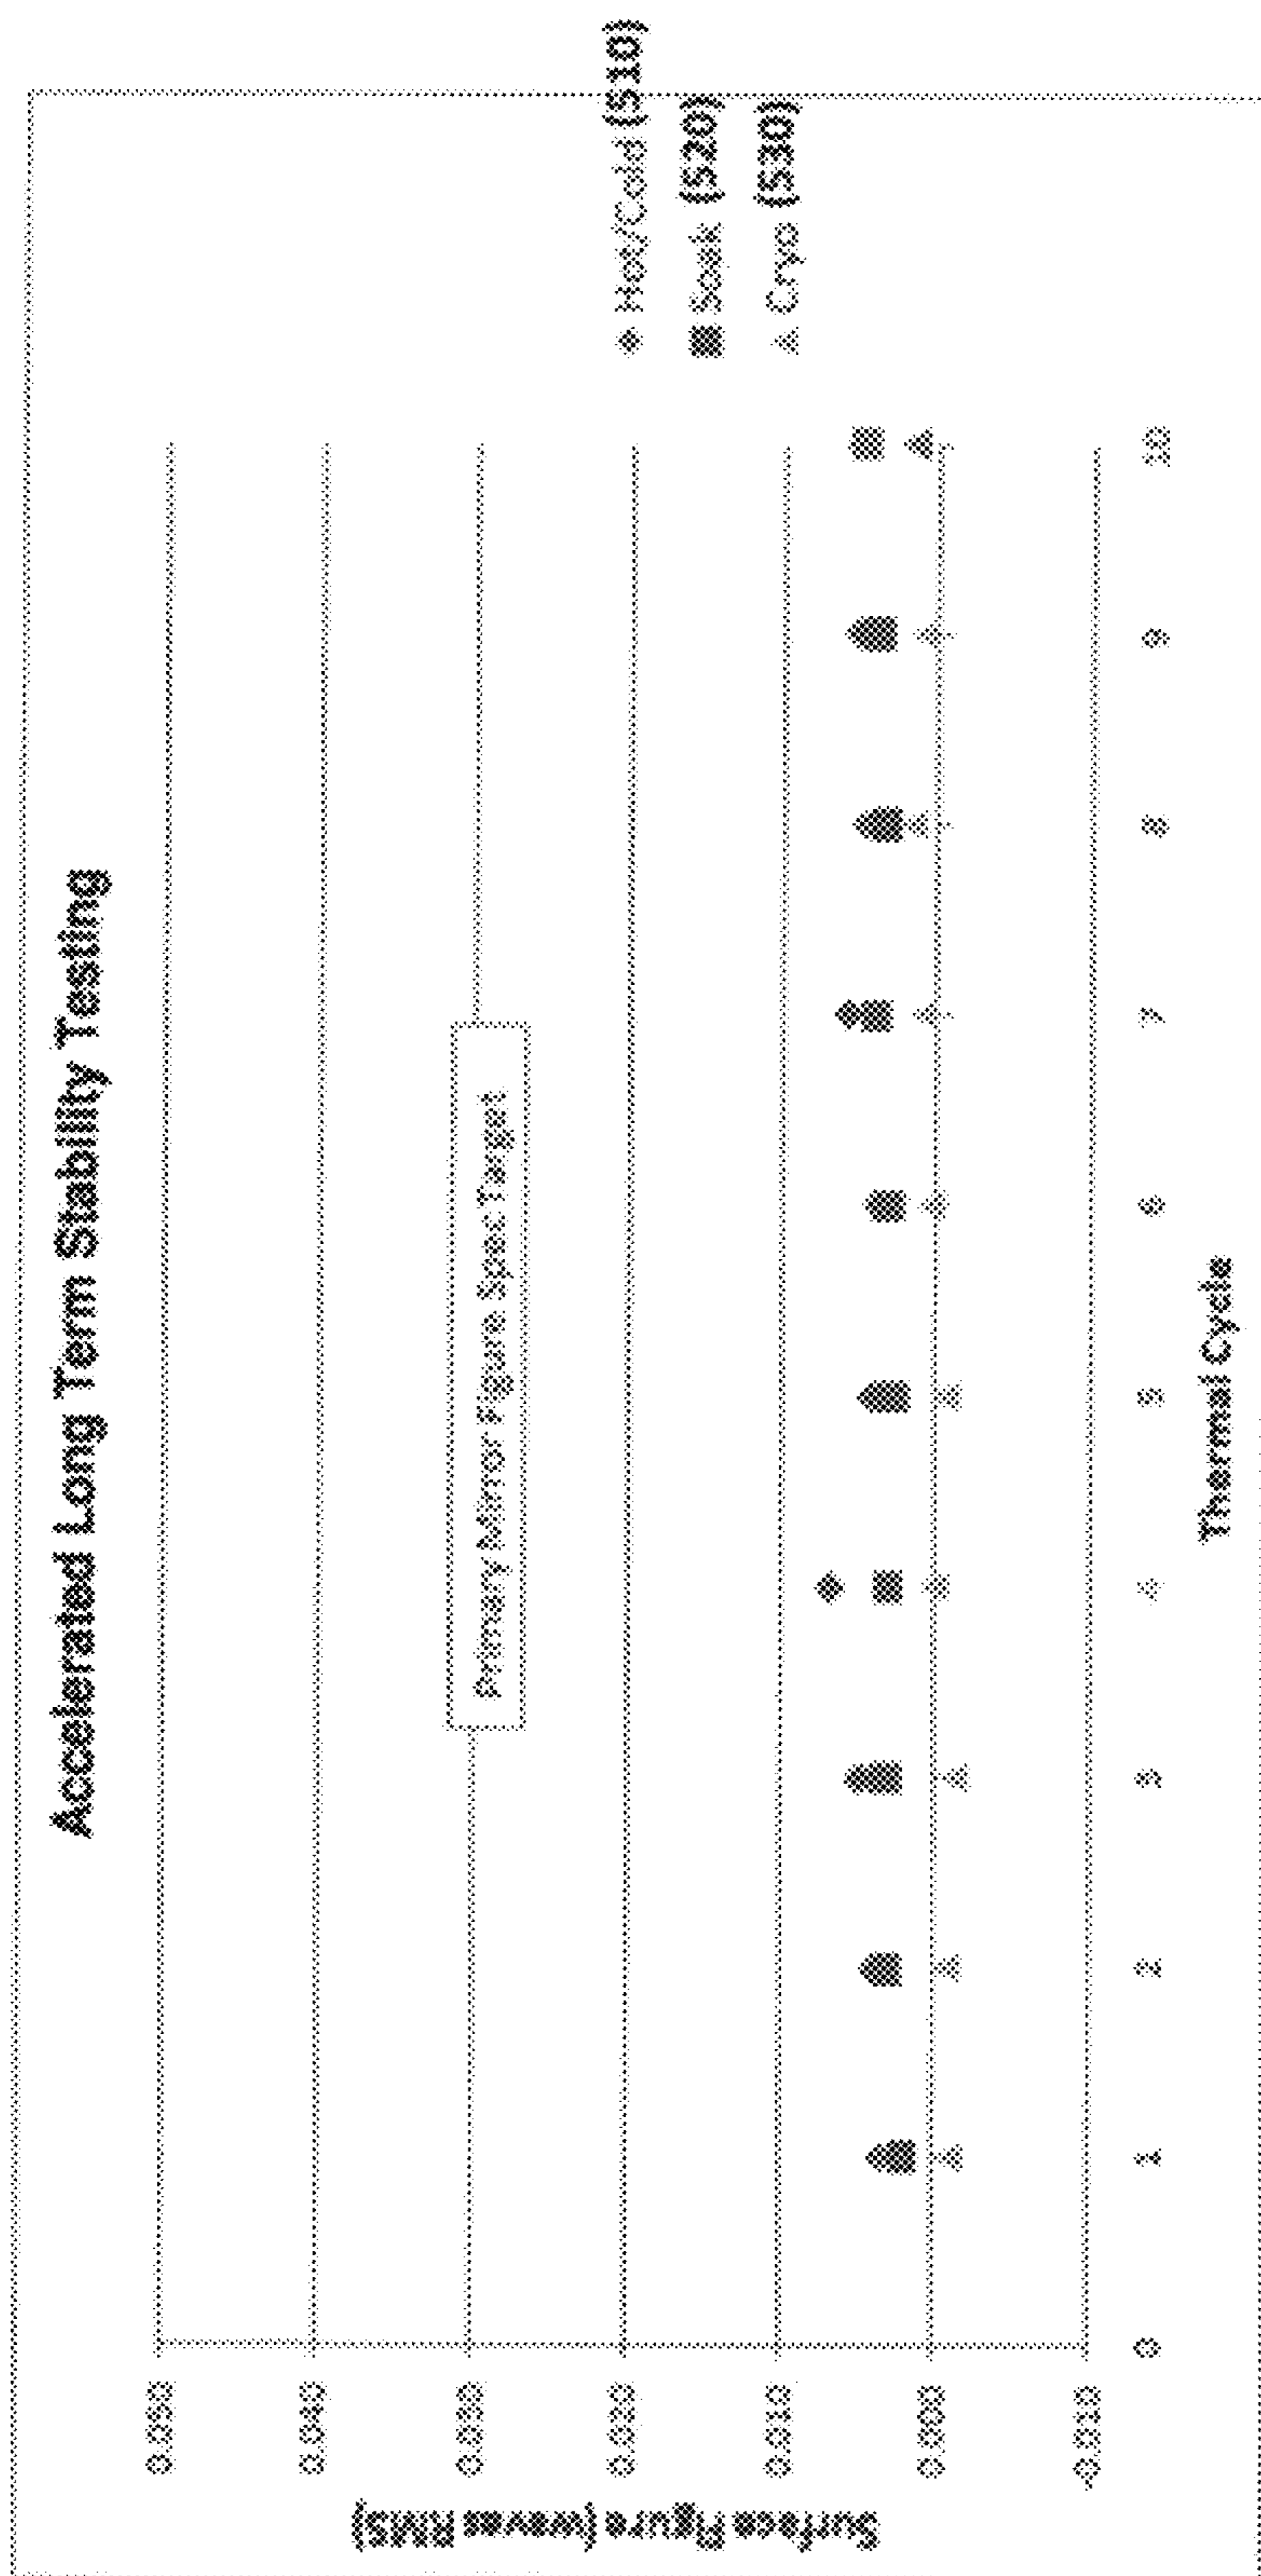 Accelerated Long Term Stability Testing
Surface Figure (waves RMS)
0.050
0.040
0.030
0.020
0.010
0.000
-0.010
Primary Mirror Figure Spec Target
0
1
2
3
4
5
6
7
8
9
10
Thermal Cycle
Hot/Cold (510)
Soak (520)
Cryo (530)